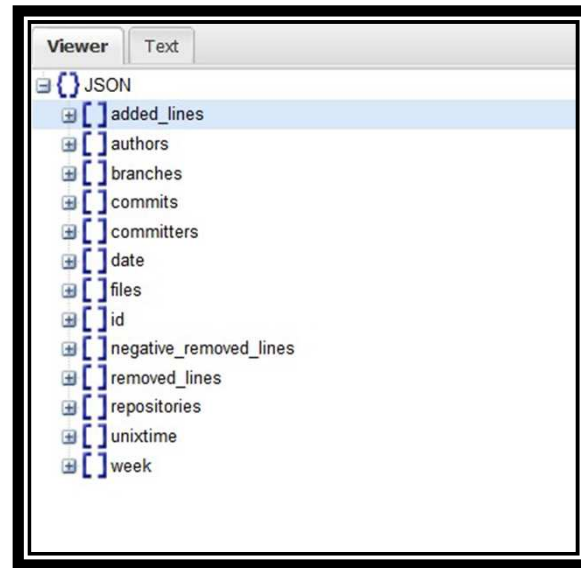 Viewer Text
JSON
added_lines
authors
branches
commits
committers
date
files
id
negative_removed_lines
removed_lines
repositories
unixtime
week